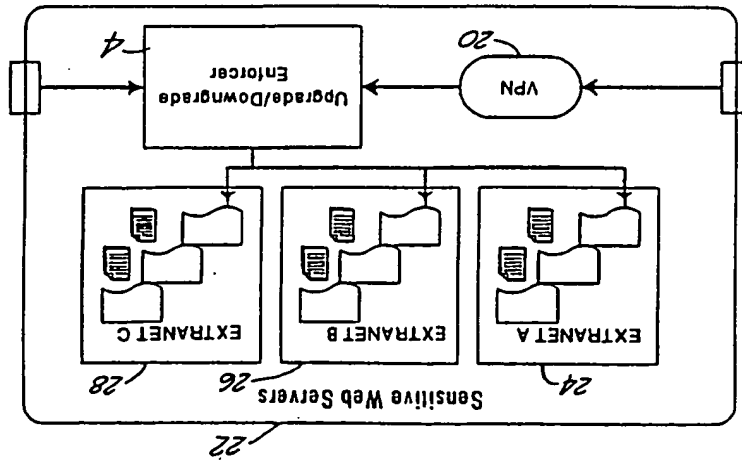 22
Sensitive Web Servers
24
26
28
EXTRANET A
EXTRANET B
EXTRANET C
VPN
Upgrade/Downgrade
Enforcer
20
4